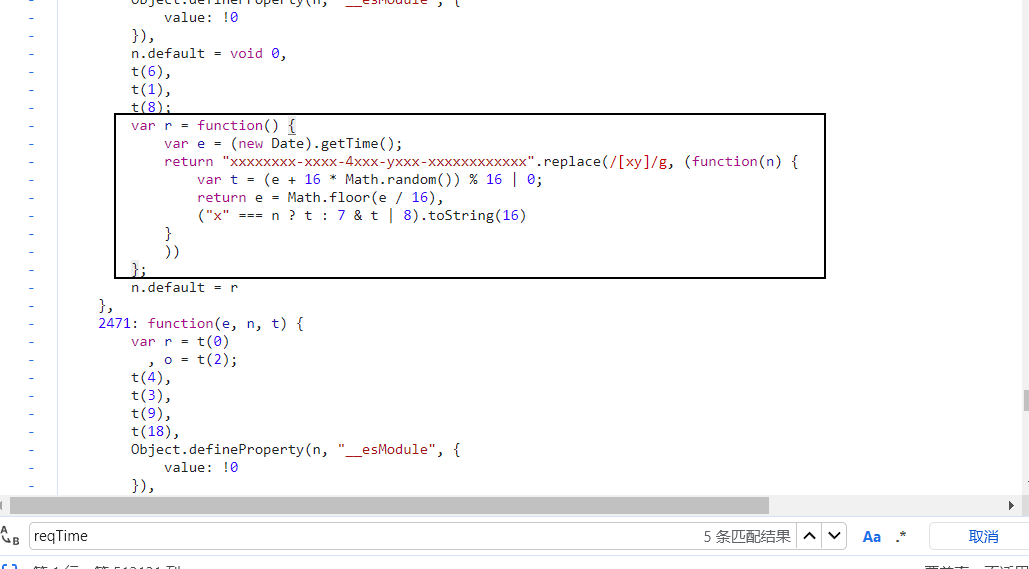 Object.defineProperty(n, "__esModule", {
value: !0
}),
n.default = void 0,
t(6),
t(1),
t(8);
var r = function() {
var e = (new Date).getTime();
return "xxxxxxxx-xxxx-4xxx-yxxx-xxxxxxxxxxxx".replace(/[xy]/g, (function(n) {
var t = (e + 16 * Math.random()) % 16 | 0;
return e = Math.floor(e / 16),
("x" === n ? t : 7 & t | 8).toString(16)
}
))
};
n.default = r
},
2471: function(e, n, t) {
var r = t(0)
, o = t(2);
t(4),
t(3),
t(9),
t(18),
Object.defineProperty(n, "__esModule", {
value: !0
}),
A B reqTime 5 条匹配结果 Aa .* 取消